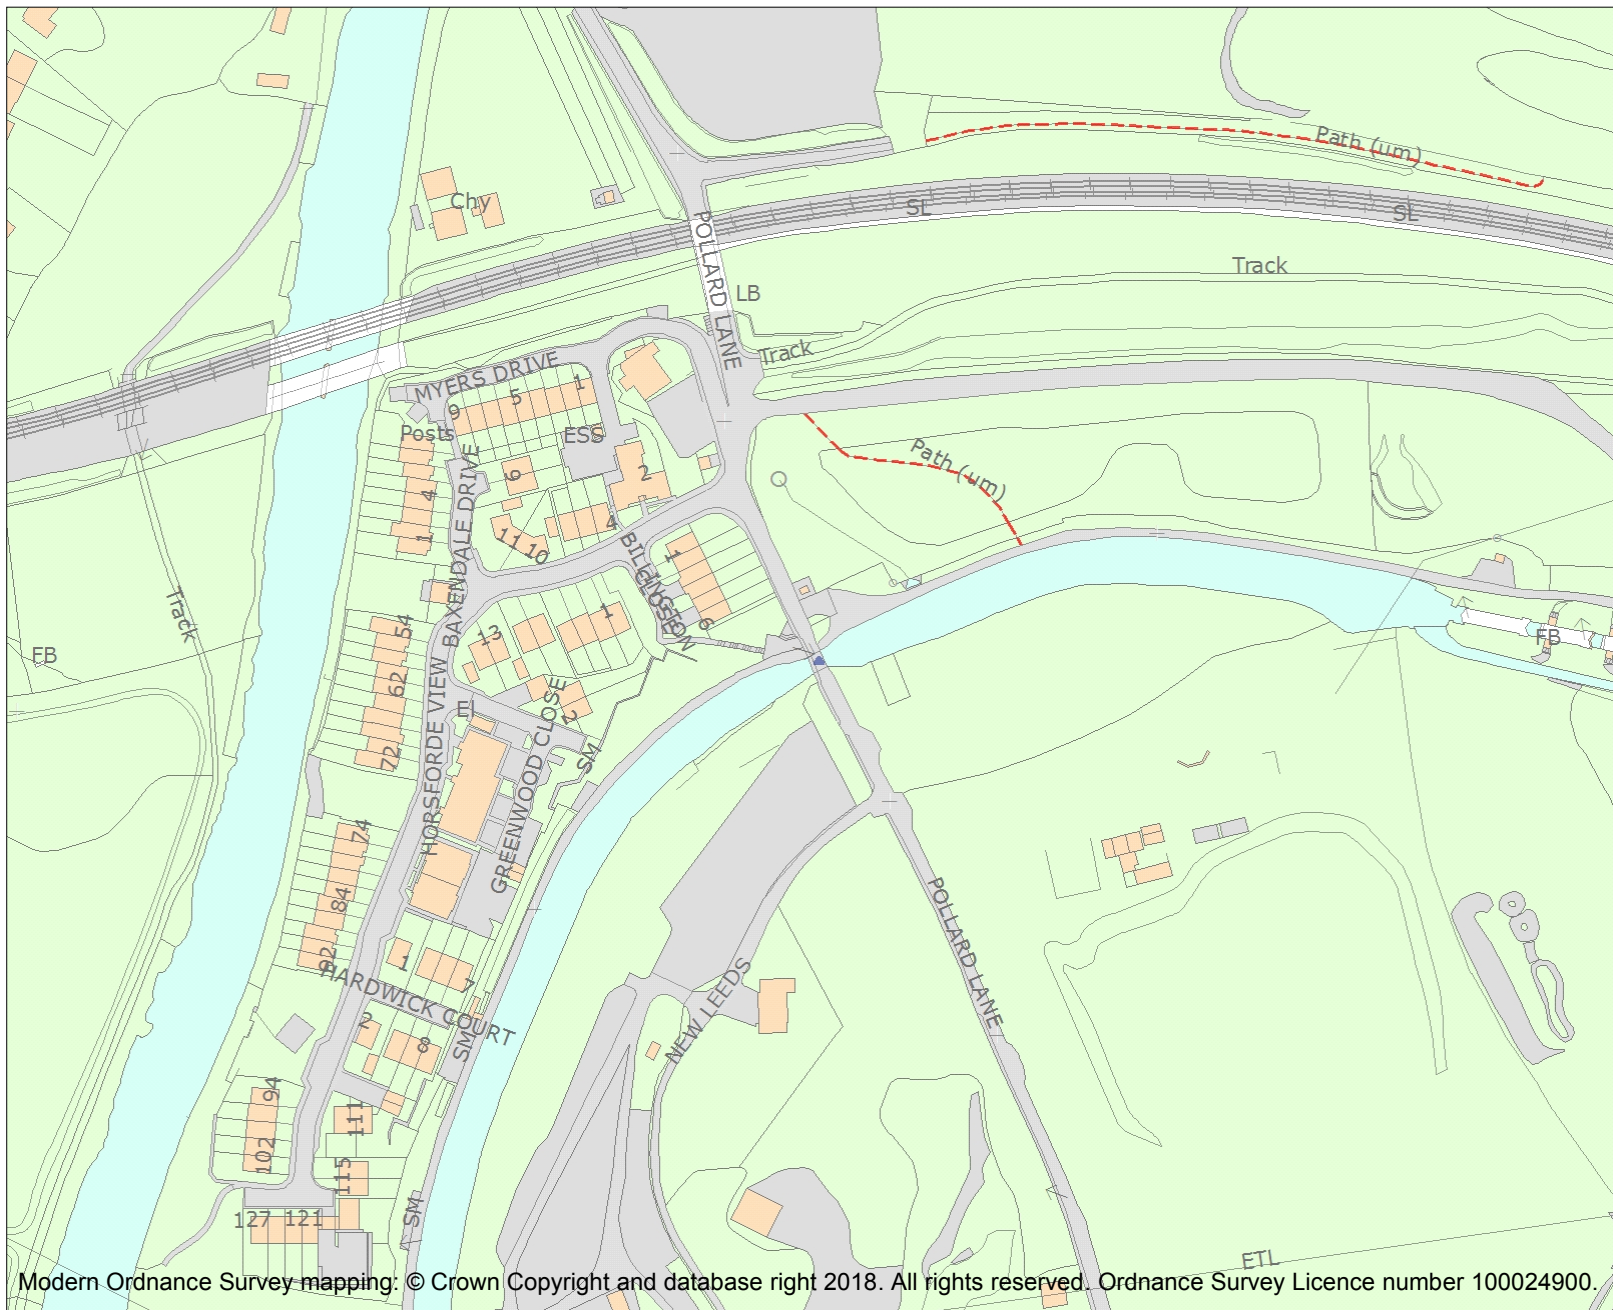 Path (um)
Chy
SL
SL
POLLARD LANE
Track
LB
Track
MYERS DRIVE
1
5
9
Posts
ESS
Path (um)
2
6
4
4
1
11
10
BAXENDALE DRIVE
BILLINGTON
CLOSE
1
6
Track
FB
FB
54
1
13
62
HORSFORDE VIEW
El
2
72
SM
GREENWOOD CLOSE
74
84
92
1
7
HARDWICK COURT
2
8
SM
NEW LEEDS
POLLARD LANE
94
102
111
115
SM
127
121
ETL
Modern Ordnance Survey mapping: © Crown Copyright and database right 2018. All rights reserved. Ordnance Survey Licence number 100024900.